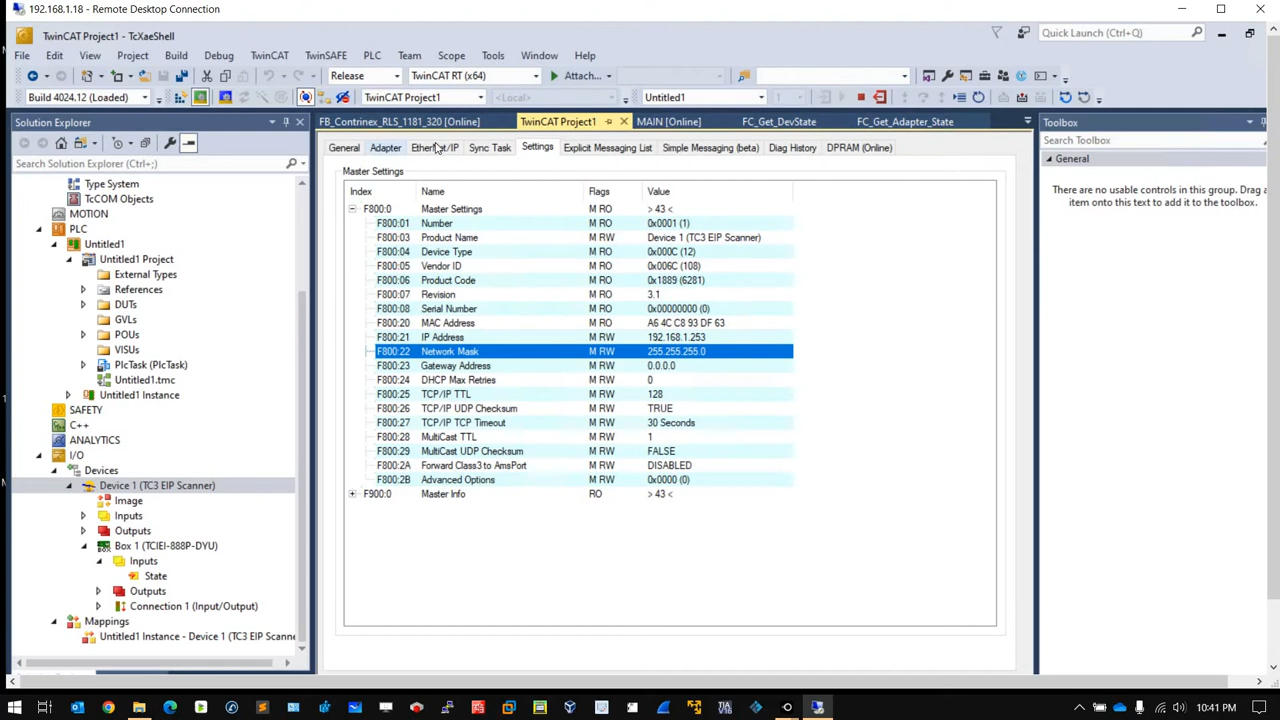 192.168.1.18 - Remote Desktop Connection
TwinCAT Project1 - TcXaeShell
Quick Launch (Ctrl+Q)
File Edit View Project Build Debug TwinCAT TwinSAFE PLC Team Scope Tools Window Help
Release TwinCAT RT (x64) Attach...
Build 4024.12 (Loaded) TwinCAT Project1 <Local> Untitled1
Solution Explorer
Search Solution Explorer (Ctrl+;)
Type System
TcCOM Objects
MOTION
PLC
Untitled1
Untitled1 Project
External Types
References
DUTs
GVLs
POUs
VISUs
PlcTask (PlcTask)
Untitled1.tmc
Untitled1 Instance
SAFETY
C++
ANALYTICS
I/O
Devices
Device 1 (TC3 EIP Scanner)
Image
Inputs
Outputs
Box 1 (TCIEI-888P-DYU)
Inputs
State
Outputs
Connection 1 (Input/Output)
Mappings
Untitled1 Instance - Device 1 (TC3 EIP Scanne
FB_Contrinex_RLS_1181_320 [Online] TwinCAT Project1 MAIN [Online] FC_Get_DevState FC_Get_Adapter_State
General Adapter EtherNet/IP Sync Task Settings Explicit Messaging List Simple Messaging (beta) Diag History DPRAM (Online)
Master Settings
Index Name Flags Value
F800:0 Master Settings M RO > 43 <
F800:01 Number M RO 0x0001 (1)
F800:03 Product Name M RW Device 1 (TC3 EIP Scanner)
F800:04 Device Type M RO 0x000C (12)
F800:05 Vendor ID M RO 0x006C (108)
F800:06 Product Code M RO 0x1889 (6281)
F800:07 Revision M RO 3.1
F800:08 Serial Number M RO 0x00000000 (0)
F800:20 MAC Address M RO A6 4C C8 93 DF 63
F800:21 IP Address M RW 192.168.1.253
F800:22 Network Mask M RW 255.255.255.0
F800:23 Gateway Address M RW 0.0.0.0
F800:24 DHCP Max Retries M RW 0
F800:25 TCP/IP TTL M RW 128
F800:26 TCP/IP UDP Checksum M RW TRUE
F800:27 TCP/IP TCP Timeout M RW 30 Seconds
F800:28 MultiCast TTL M RW 1
F800:29 MultiCast UDP Checksum M RW FALSE
F800:2A Forward Class3 to AmsPort M RW DISABLED
F800:2B Advanced Options M RW 0x0000 (0)
F900:0 Master Info RO > 43 <
Toolbox
Search Toolbox
General
There are no usable controls in this group. Drag a
item onto this text to add it to the toolbox.
10:41 PM